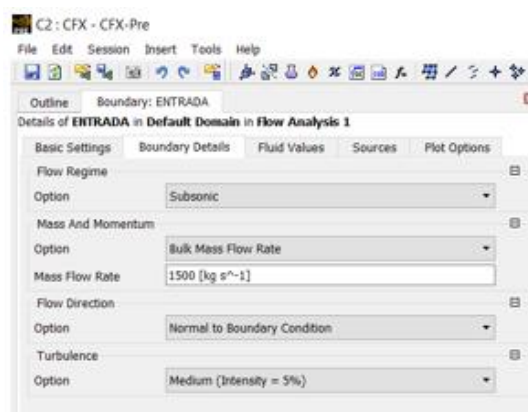 C2 : CFX - CFX-Pre
File Edit Session Insert Tools Help
Outline Boundary: ENTRADA
Details of ENTRADA in Default Domain in Flow Analysis 1
Basic Settings Boundary Details Fluid Values Sources Plot Options
Flow Regime
Option Subsonic
Mass And Momentum
Option Bulk Mass Flow Rate
Mass Flow Rate 1500 [kg s^-1]
Flow Direction
Option Normal to Boundary Condition
Turbulence
Option Medium (Intensity = 5%)